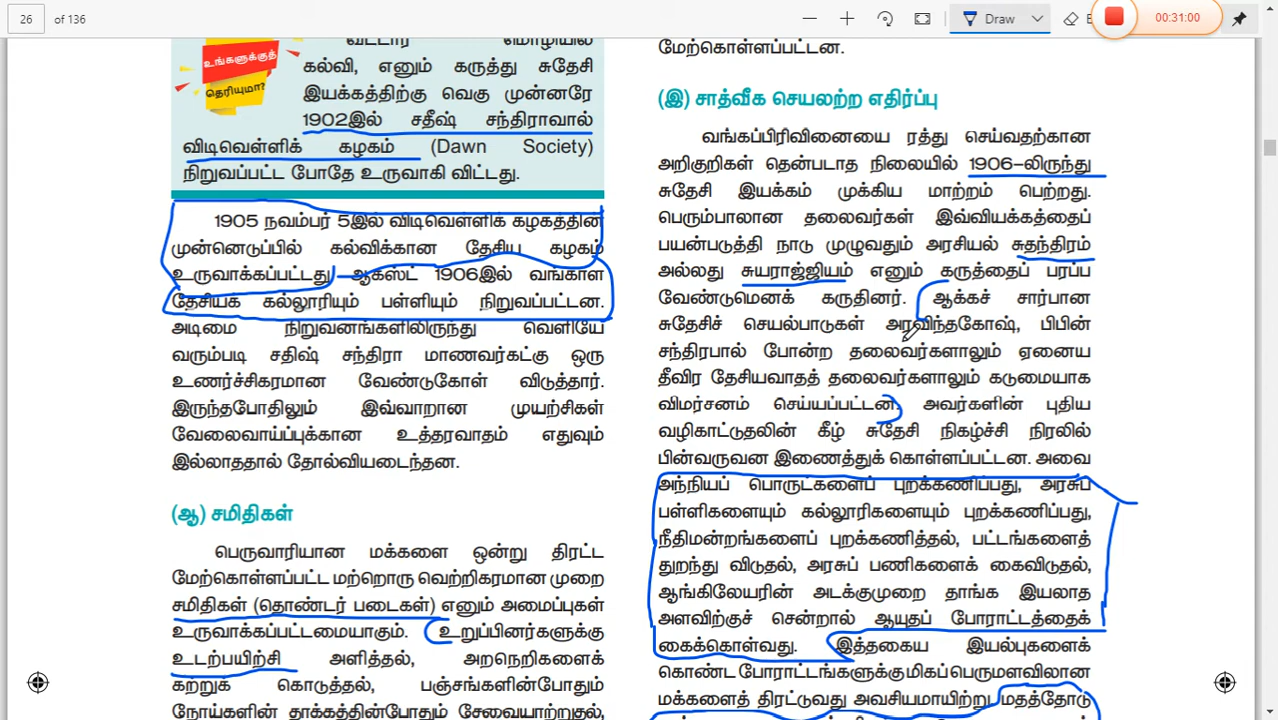 26 of 136
Draw
00:31:00
உங்களுக்குத்
தெரியுமா?
வட்டார மொழியில்
கல்வி, எனும் கருத்து சுதேசி
இயக்கத்திற்கு வெகு முன்னரே
1902இல் சதீஷ் சந்திராவால்
விடிவெள்ளிக் கழகம் (Dawn Society)
நிறுவப்பட்ட போதே உருவாகி விட்டது.
1905 நவம்பர் 5இல் விடிவெள்ளிக் கழகத்தின்
முன்னெடுப்பில் கல்விக்கான தேசிய கழகம்
உருவாக்கப்பட்டது ஆகஸ்ட் 1906இல் வங்காள
தேசியக் கல்லூரியும் பள்ளியும் நிறுவப்பட்டன.
அடிமை நிறுவனங்களிலிருந்து வெளியே
வரும்படி சதிஷ் சந்திரா மாணவர்கட்கு ஒரு
உணர்ச்சிகரமான வேண்டுகோள் விடுத்தார்.
இருந்தபோதிலும் இவ்வாறான முயற்சிகள்
வேலைவாய்ப்புக்கான உத்தரவாதம் எதுவும்
இல்லாததால் தோல்வியடைந்தன.
(ஆ) சமிதிகள்
பெருவாரியான மக்களை ஒன்று திரட்ட
மேற்கொள்ளப்பட்ட மற்றொரு வெற்றிகரமான முறை
சமிதிகள் (தொண்டர் படைகள்) எனும் அமைப்புகள்
உருவாக்கப்பட்டமையாகும். உறுப்பினர்களுக்கு
உடற்பயிற்சி அளித்தல், அறநெறிகளைக்
கற்றுக் கொடுத்தல், பஞ்சங்களின்போதும்
நோய்களின் தாக்கத்தின்போதும் சேவையாற்றுதல்,
மேற்கொள்ளப்பட்டன.
(இ) சாத்வீக செயலற்ற எதிர்ப்பு
வங்கப்பிரிவினையை ரத்து செய்வதற்கான
அறிகுறிகள் தென்படாத நிலையில் 1906–லிருந்து
சுதேசி இயக்கம் முக்கிய மாற்றம் பெற்றது.
பெரும்பாலான தலைவர்கள் இவ்வியக்கத்தைப்
பயன்படுத்தி நாடு முழுவதும் அரசியல் சுதந்திரம்
அல்லது சுயராஜ்ஜியம் எனும் கருத்தைப் பரப்ப
வேண்டுமெனக் கருதினர். ஆக்கச் சார்பான
சுதேசிச் செயல்பாடுகள் அரவிந்தகோஷ், பிபின்
சந்திரபால் போன்ற தலைவர்களாலும் ஏனைய
தீவிர தேசியவாதத் தலைவர்களாலும் கடுமையாக
விமர்சனம் செய்யப்பட்டன. அவர்களின் புதிய
வழிகாட்டுதலின் கீழ் சுதேசி நிகழ்ச்சி நிரலில்
பின்வருவன இணைத்துக் கொள்ளப்பட்டன. அவை
அந்நியப் பொருட்களைப் புறக்கணிப்பது, அரசுப்
பள்ளிகளையும் கல்லூரிகளையும் புறக்கணிப்பது,
நீதிமன்றங்களைப் புறக்கணித்தல், பட்டங்களைத்
துறந்து விடுதல், அரசுப் பணிகளைக் கைவிடுதல்,
ஆங்கிலேயரின் அடக்குமுறை தாங்க இயலாத
அளவிற்குச் சென்றால் ஆயுதப் போராட்டத்தைக்
கைக்கொள்வது. இத்தகைய இயல்புகளைக்
கொண்ட போராட்டங்களுக்கு மிகப் பெருமளவிலான
மக்களைத் திரட்டுவது அவசியமாயிற்று. மதத்தோடு